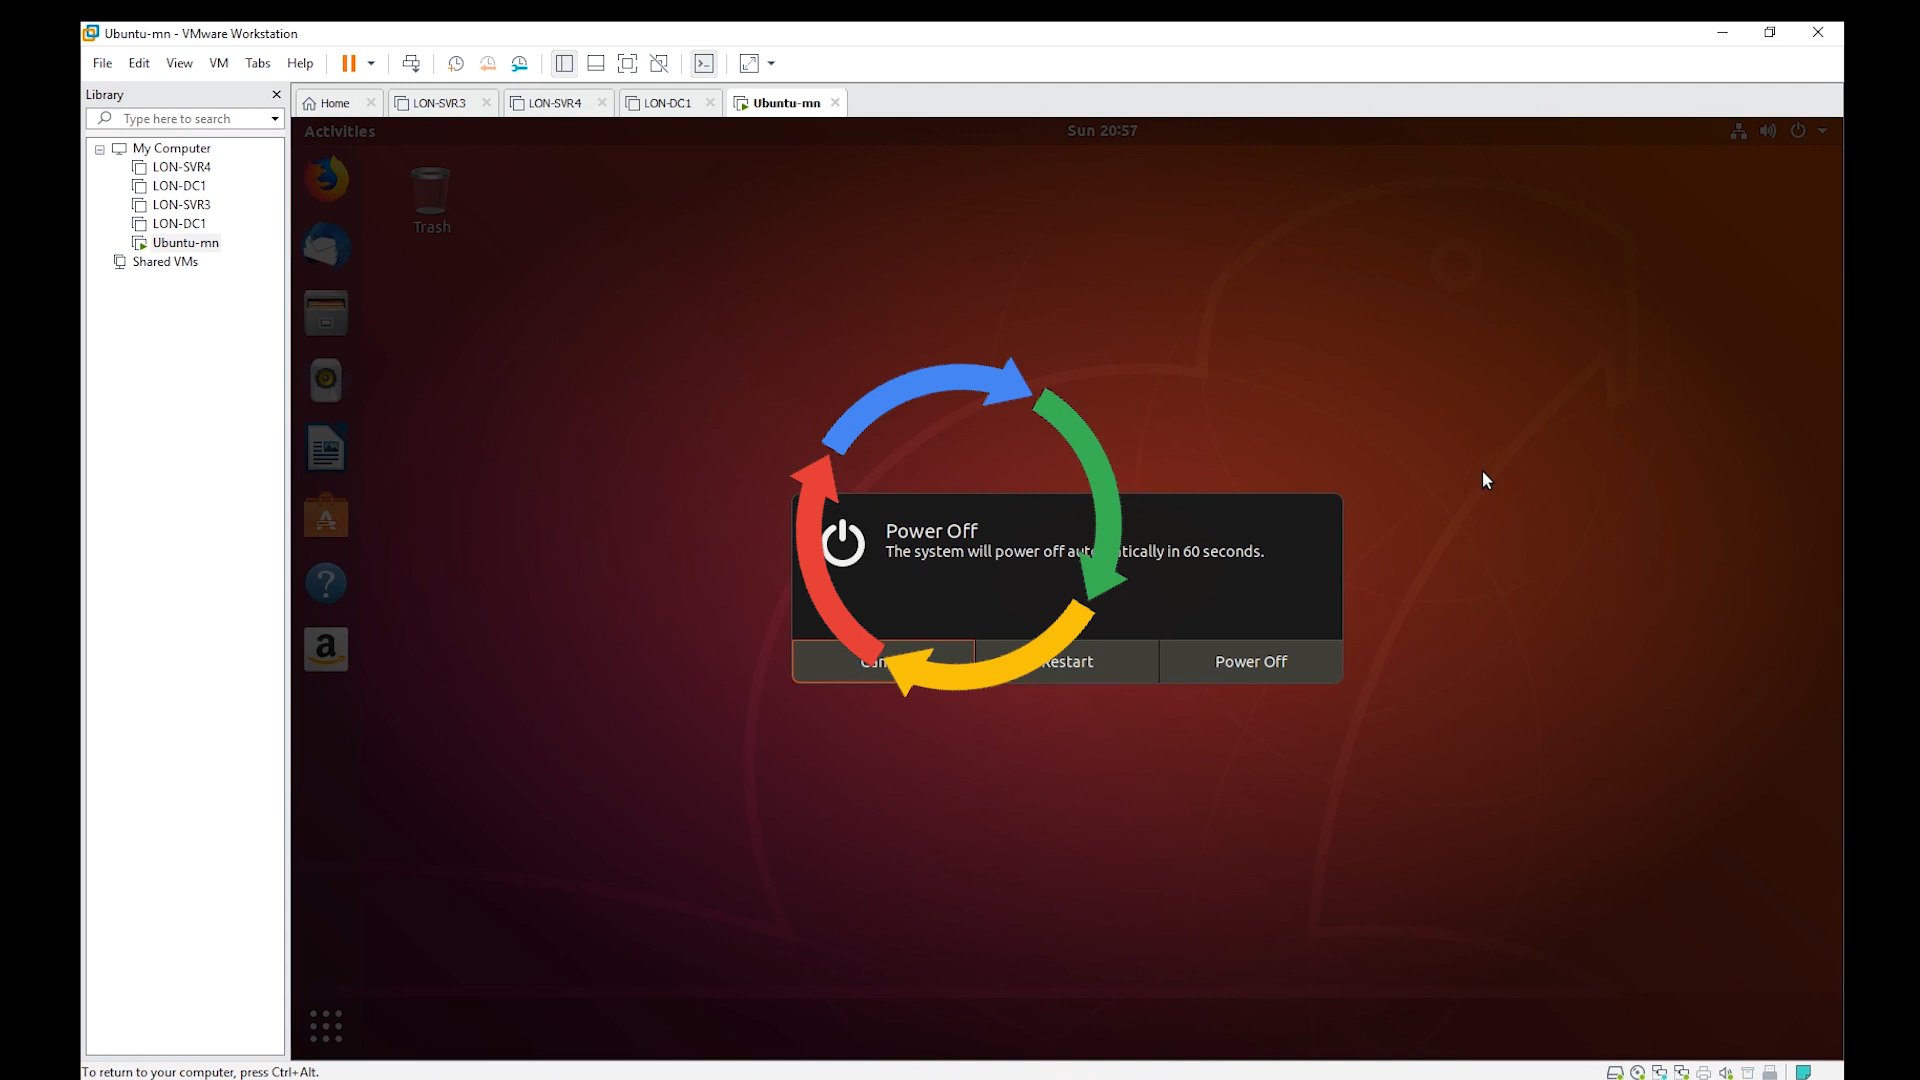 Ubuntu-mn - VMware Workstation
File Edit View VM Tabs Help
Library
Type here to search
My Computer
LON-SVR4
LON-DC1
LON-SVR3
LON-DC1
Ubuntu-mn
Shared VMs
Home LON-SVR3 LON-SVR4 LON-DC1 Ubuntu-mn
Activities Sun 20:57
Trash
Power Off
The system will power off tically in 60 seconds.
Power Off
To return to your computer, press Ctrl+Alt.